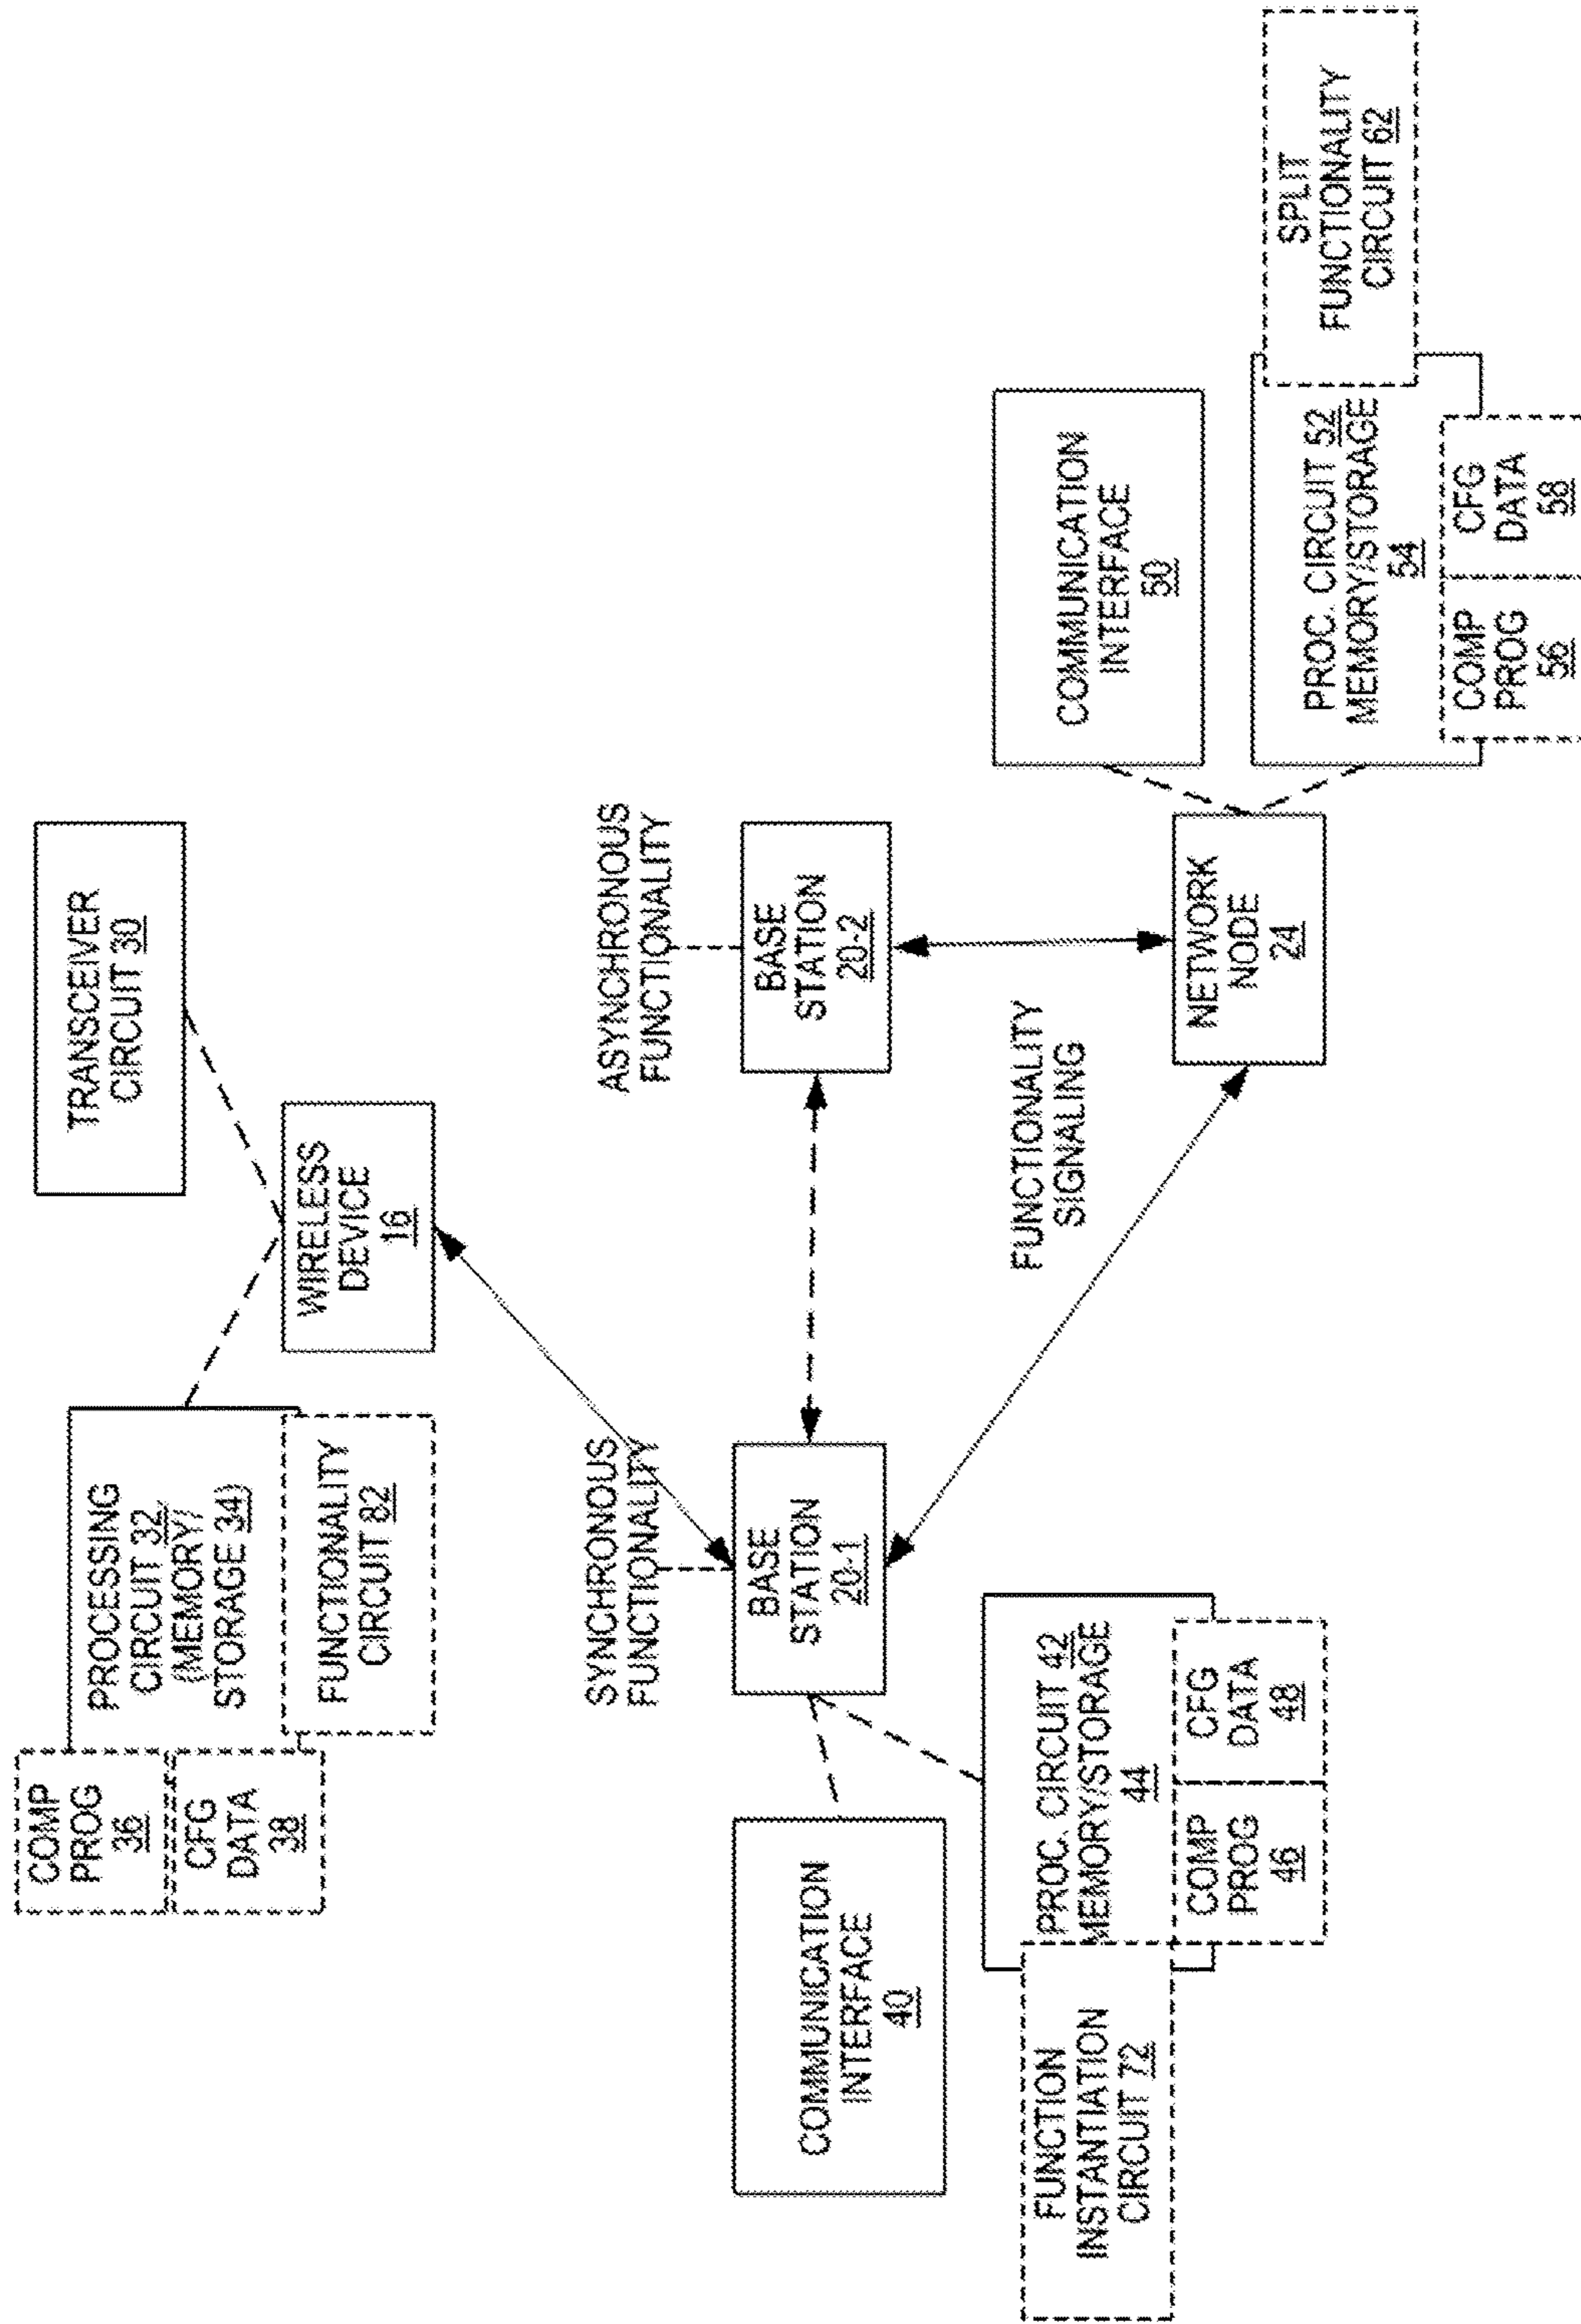 COMP
PROG
36
CFG
DATA
38
PROCESSING
CIRCUIT 32
(MEMORY/
STORAGE 34)
FUNCTIONALITY
CIRCUIT 82
TRANSCEIVER
CIRCUIT 30
WIRELESS
DEVICE
16
SYNCHRONOUS
FUNCTIONALITY
ASYNCHRONOUS
FUNCTIONALITY
COMMUNICATION
INTERFACE
40
BASE
STATION
20-1
BASE
STATION
20-2
FUNCTION
INSTANTIATION
CIRCUIT 72
PROC. CIRCUIT 42
MEMORY/STORAGE
44
COMP
PROG
46
CFG
DATA
48
FUNCTIONALITY
SIGNALING
NETWORK
NODE
24
COMMUNICATION
INTERFACE
50
PROC. CIRCUIT 52
MEMORY/STORAGE
54
SPLIT
FUNCTIONALITY
CIRCUIT 62
COMP
PROG
56
CFG
DATA
58